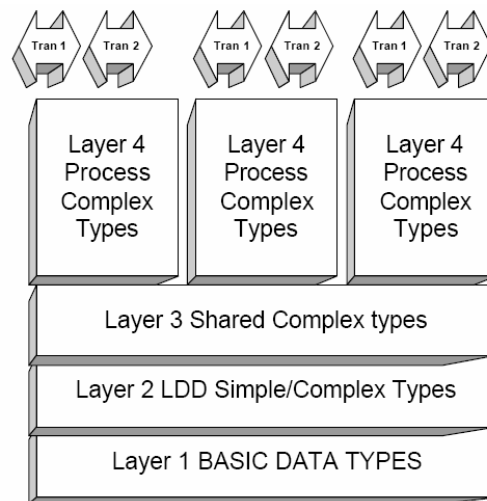 Tran 1 Tran 2 Tran 1 Tran 2 Tran 1 Tran 2
Layer 4 Layer 4 Layer 4
Process Process Process
Complex Complex Complex
Types Types Types
Layer 3 Shared Complex types
Layer 2 LDD Simple/Complex Types
Layer 1 BASIC DATA TYPES